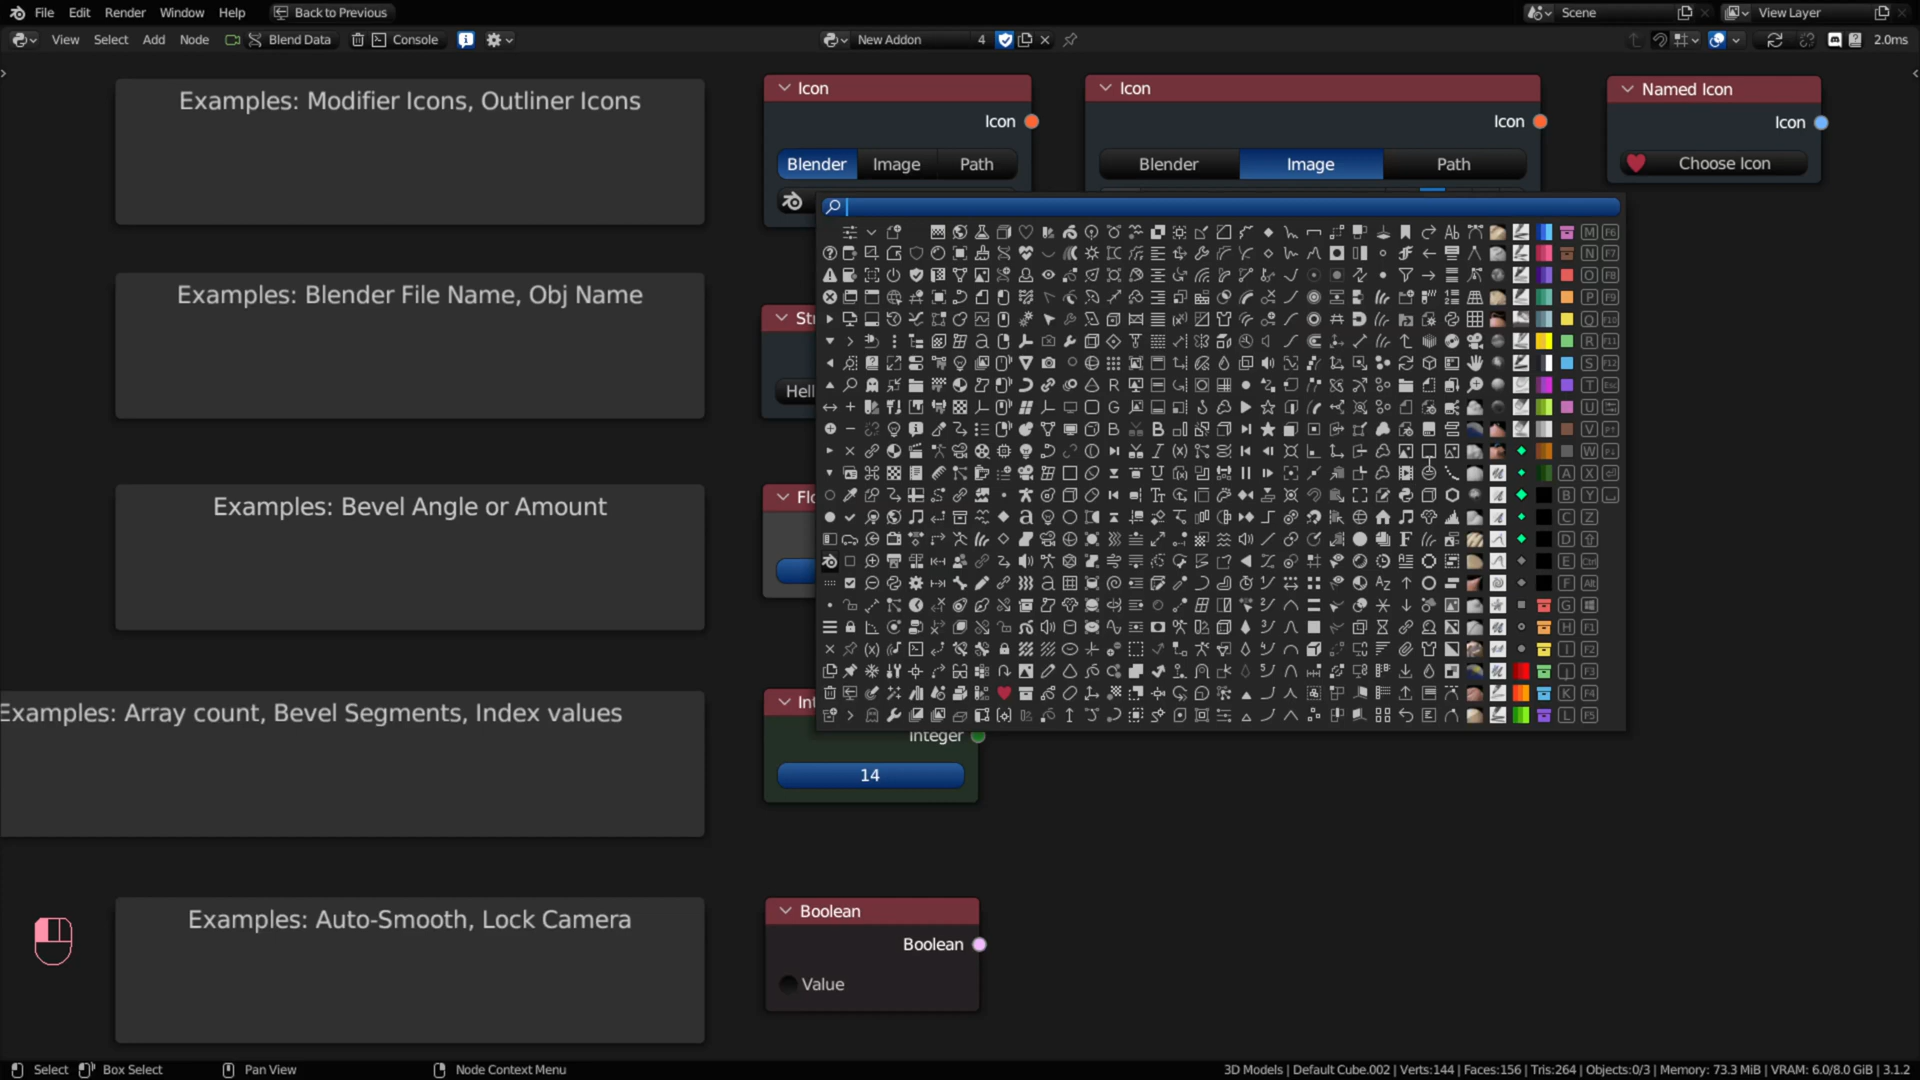 File Edit Render Window Help Back to Previous Scene View Layer
View Select Add Node Blend Data Console New Addon 4 2.0ms
Examples: Modifier Icons, Outliner Icons
Icon
Icon
Blender Image Path
Icon
Icon
Blender Image Path
Named Icon
Icon
Choose Icon
Examples: Blender File Name, Obj Name
Hell
Examples: Bevel Angle or Amount
Examples: Array count, Bevel Segments, Index values
Integer
14
Examples: Auto-Smooth, Lock Camera
Boolean
Boolean
Value
Select Box Select Pan View Node Context Menu 3D Models | Default Cube.002 | Verts:144 | Faces:156 | Tris:264 | Objects:0/3 | Memory: 73.3 MiB | VRAM: 6.0/8.0 GiB | 3.1.2